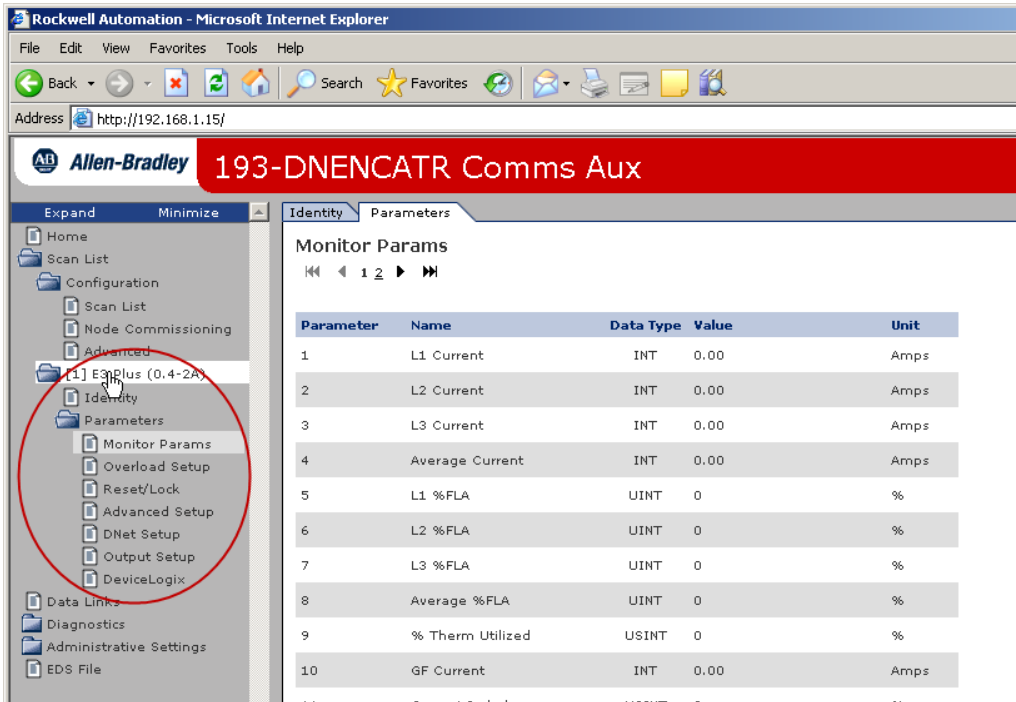 Rockwell Automation - Microsoft Internet Explorer
File Edit View Favorites Tools Help
Back Search Favorites
Address http://192.168.1.15/
AB Allen-Bradley 193-DNENCATR Comms Aux
Expand Minimize
Home
Scan List
Configuration
Scan List
Node Commissioning
Advanced
[1] E3 Plus (0.4-2A)
Identity
Parameters
Monitor Params
Overload Setup
Reset/Lock
Advanced Setup
DNet Setup
Output Setup
DeviceLogix
Data Links
Diagnostics
Administrative Settings
EDS File
Identity Parameters
Monitor Params
1 2
Parameter Name Data Type Value Unit
1 L1 Current INT 0.00 Amps
2 L2 Current INT 0.00 Amps
3 L3 Current INT 0.00 Amps
4 Average Current INT 0.00 Amps
5 L1 %FLA UINT 0 %
6 L2 %FLA UINT 0 %
7 L3 %FLA UINT 0 %
8 Average %FLA UINT 0 %
9 % Therm Utilized USINT 0 %
10 GF Current INT 0.00 Amps